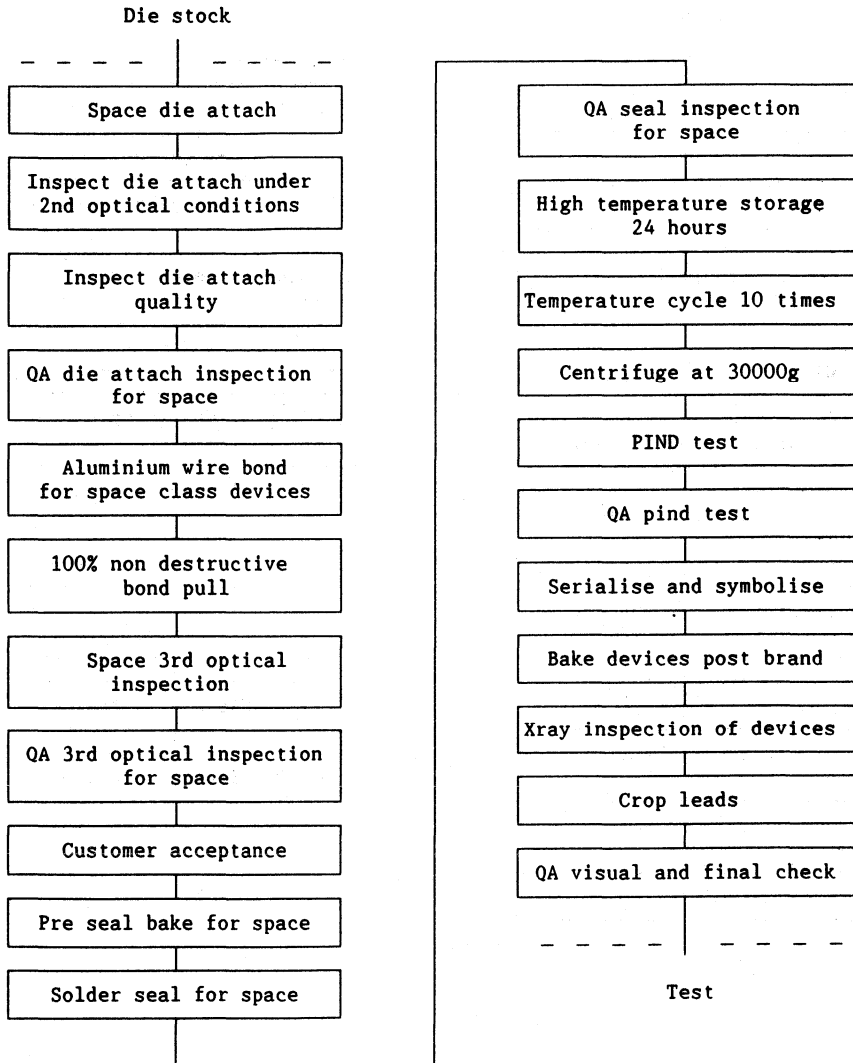 Die stock
Space die attach
Inspect die attach under
2nd optical conditions
Inspect die attach
quality
QA die attach inspection
for space
Aluminium wire bond
for space class devices
100% non destructive
bond pull
Space 3rd optical
inspection
QA 3rd optical inspection
for space
Customer acceptance
Pre seal bake for space
Solder seal for space
QA seal inspection
for space
High temperature storage
24 hours
Temperature cycle 10 times
Centrifuge at 30000g
PIND test
QA pind test
Serialise and symbolise
Bake devices post brand
Xray inspection of devices
Crop leads
QA visual and final check
Test